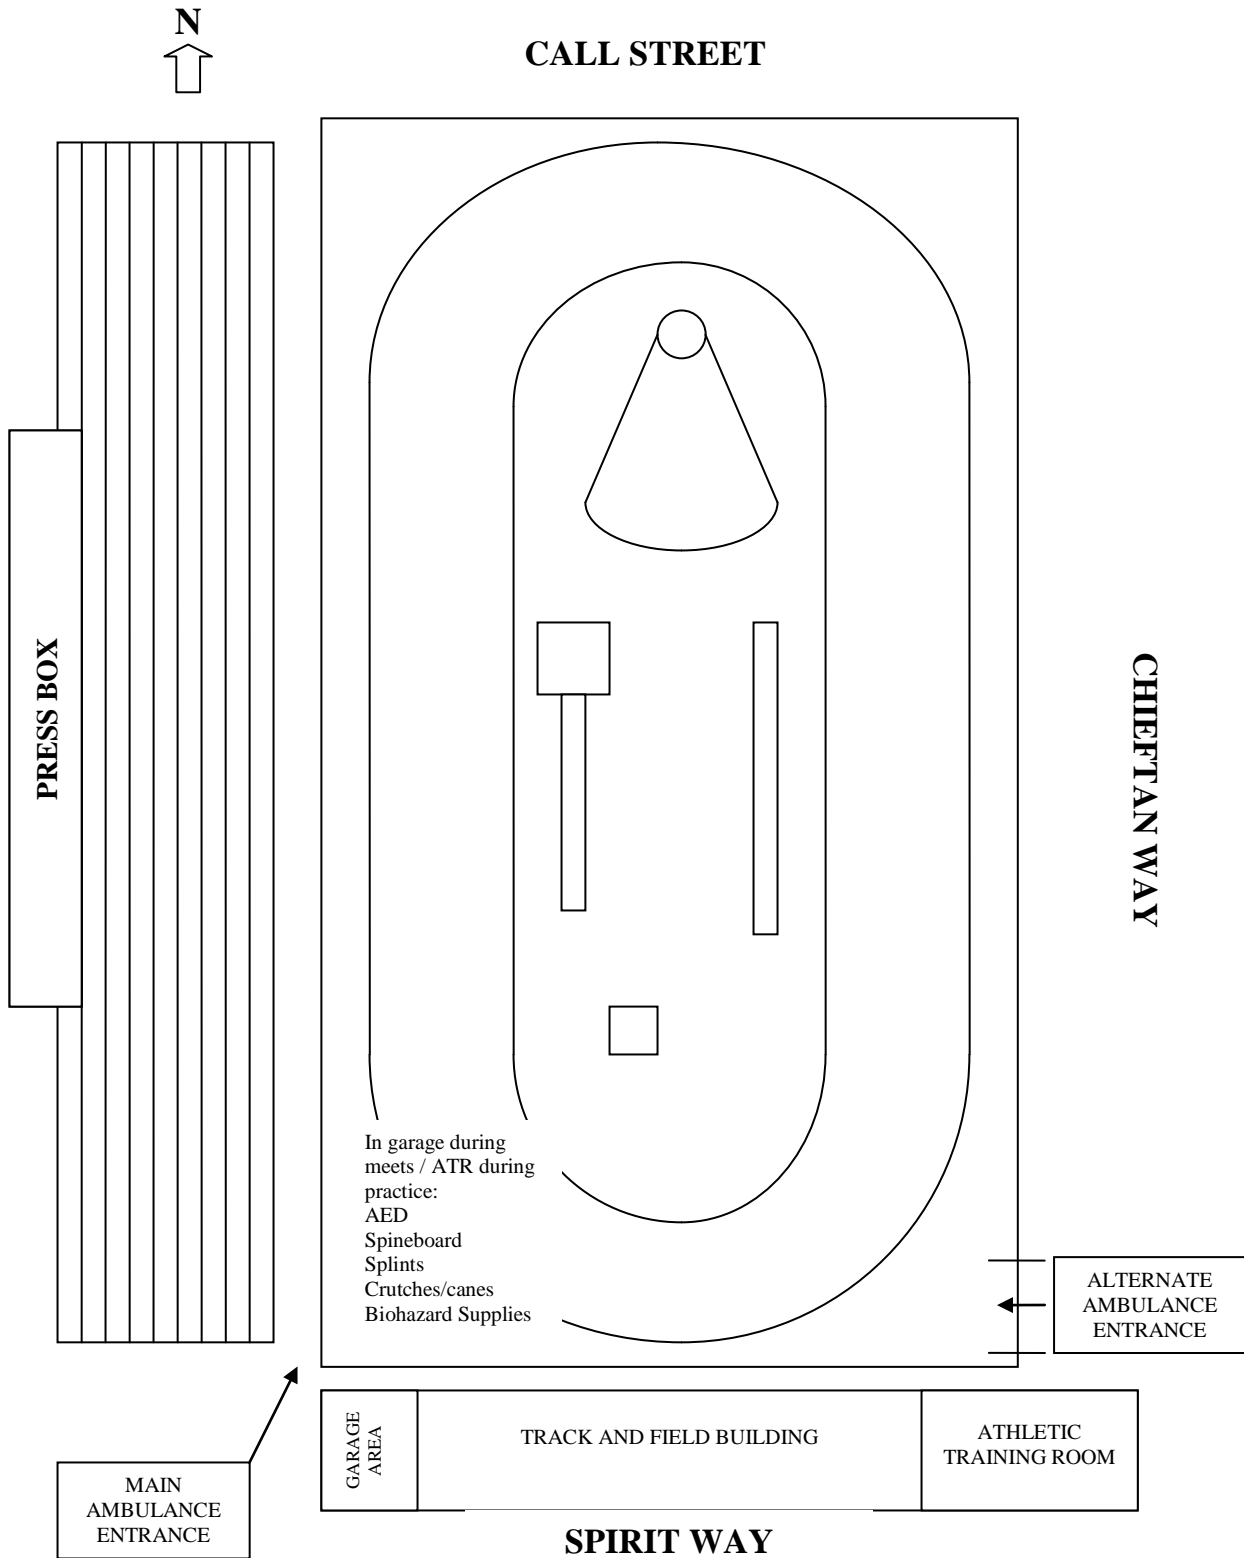 N
CALL STREET
PRESS BOX
CHIEFTAN WAY
In garage during
meets / ATR during
practice:
AED
Spineboard
Splints
Crutches/canes
Biohazard Supplies
ALTERNATE
AMBULANCE
ENTRANCE
GARAGE
AREA
TRACK AND FIELD BUILDING
ATHLETIC
TRAINING ROOM
MAIN
AMBULANCE
ENTRANCE
SPIRIT WAY